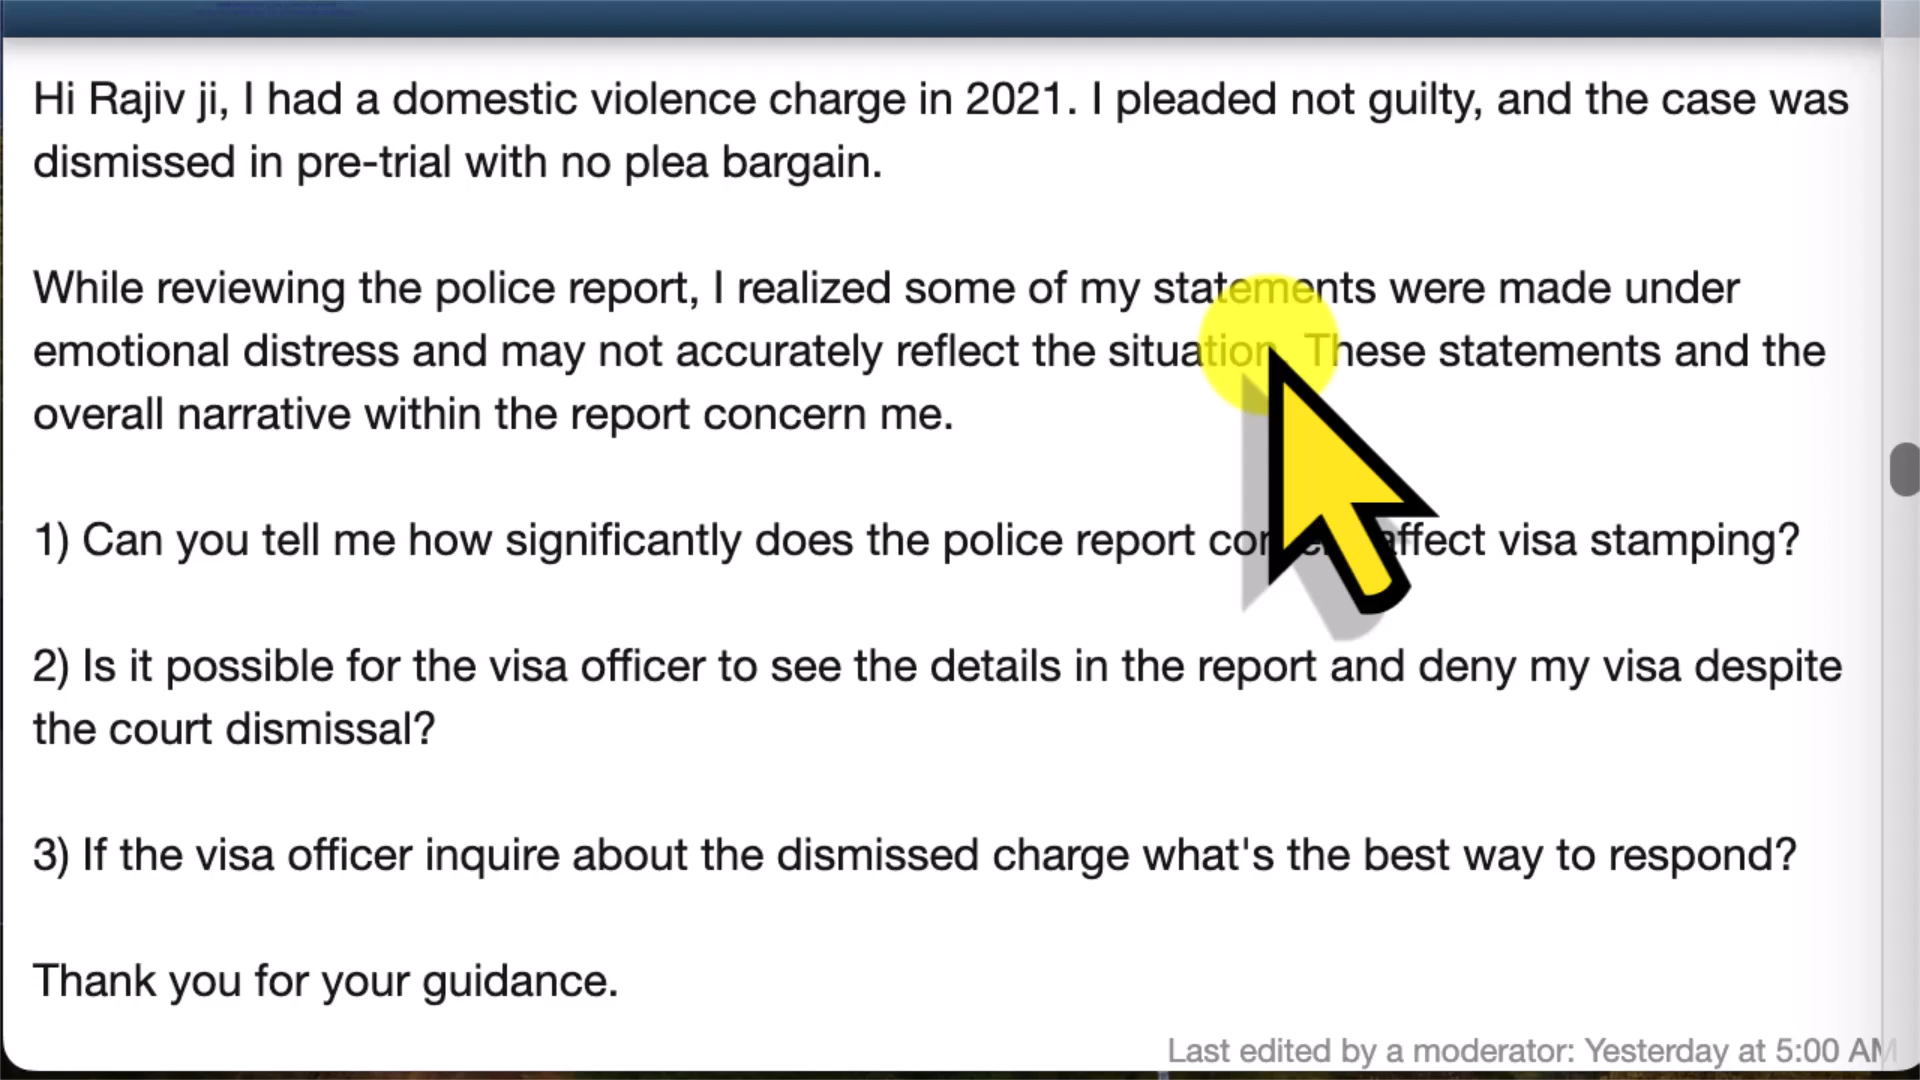 Hi Rajiv ji, I had a domestic violence charge in 2021. I pleaded not guilty, and the case was
dismissed in pre-trial with no plea bargain.
While reviewing the police report, I realized some of my statements were made under
emotional distress and may not accurately reflect the situation. These statements and the
overall narrative within the report concern me.
1) Can you tell me how significantly does the police report affect visa stamping?
2) Is it possible for the visa officer to see the details in the report and deny my visa despite
the court dismissal?
3) If the visa officer inquire about the dismissed charge what's the best way to respond?
Thank you for your guidance.
Last edited by a moderator: Yesterday at 5:00 AM